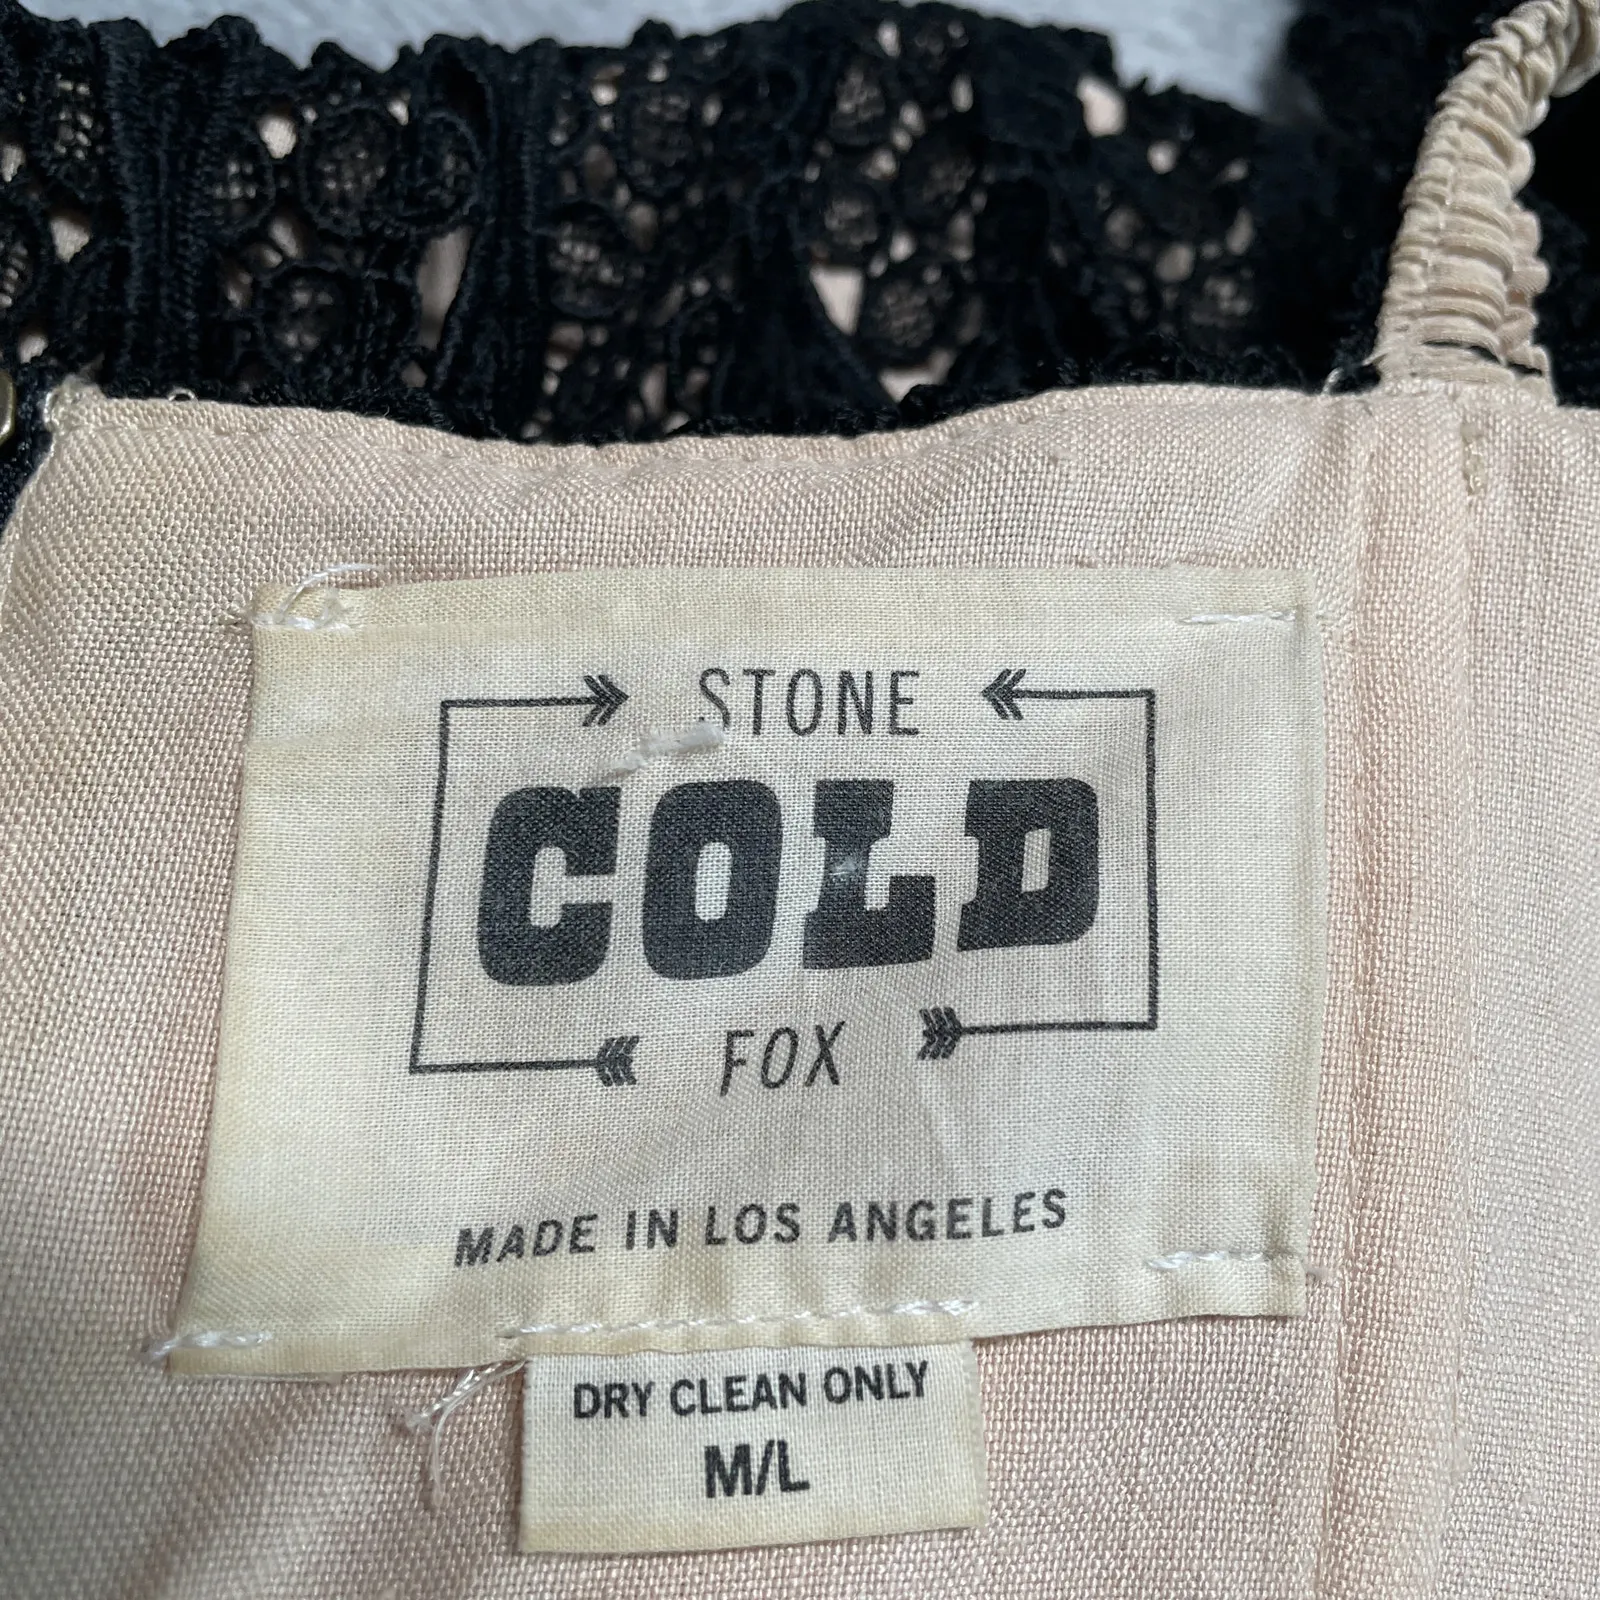 STONE
COLD
FOX
MADE IN LOS ANGELES
DRY CLEAN ONLY
M/L